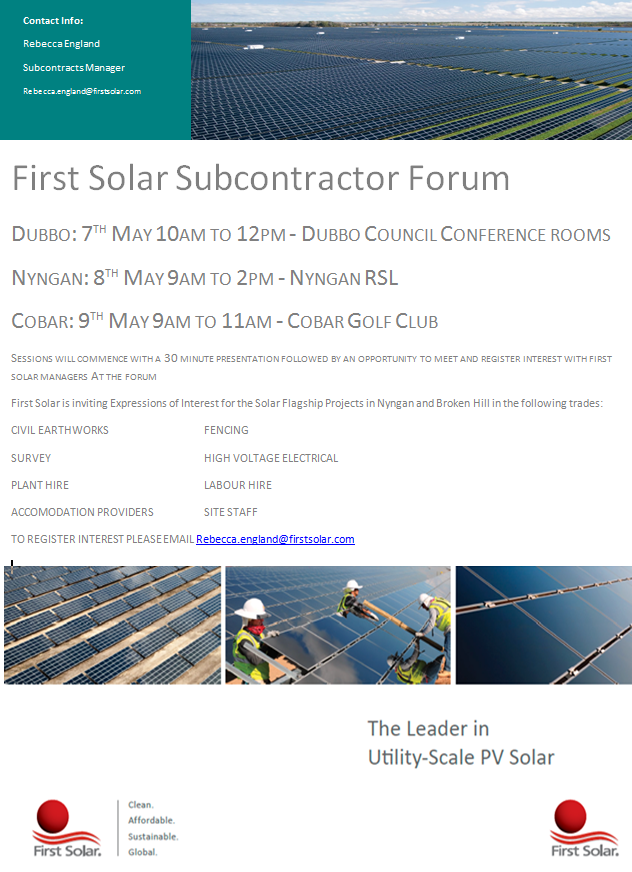 Contact Info:
Rebecca England
Subcontracts Manager
Rebecca.england@firstsolar.com
First Solar Subcontractor Forum
DUBBO: 7TH MAY 10AM TO 12PM - DUBBO COUNCIL CONFERENCE ROOMS
NYNGAN: 8TH MAY 9AM TO 2PM - NYNGAN RSL
COBAR: 9TH MAY 9AM TO 11AM - COBAR GOLF CLUB
SESSIONS WILL COMMENCE WITH A 30 MINUTE PRESENTATION FOLLOWED BY AN OPPORTUNITY TO MEET AND REGISTER INTEREST WITH FIRST
SOLAR MANAGERS AT THE FORUM
First Solar is inviting Expressions of Interest for the Solar Flagship Projects in Nyngan and Broken Hill in the following trades:
CIVIL EARTHWORKS FENCING
SURVEY HIGH VOLTAGE ELECTRICAL
PLANT HIRE LABOUR HIRE
ACCOMODATION PROVIDERS SITE STAFF
TO REGISTER INTEREST PLEASE EMAIL Rebecca.england@firstsolar.com
The Leader in
Utility-Scale PV Solar
First Solar.
Clean.
Affordable.
Sustainable.
Global.
First Solar.